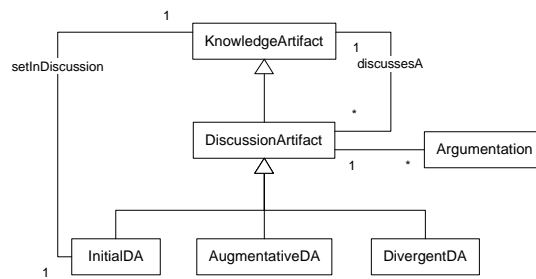 1
KnowledgeArtifact
1
setInDiscussion
discussesA
*
DiscussionArtifact
Argumentation
1
*
1
InitialDA
AugmentativeDA
DivergentDA